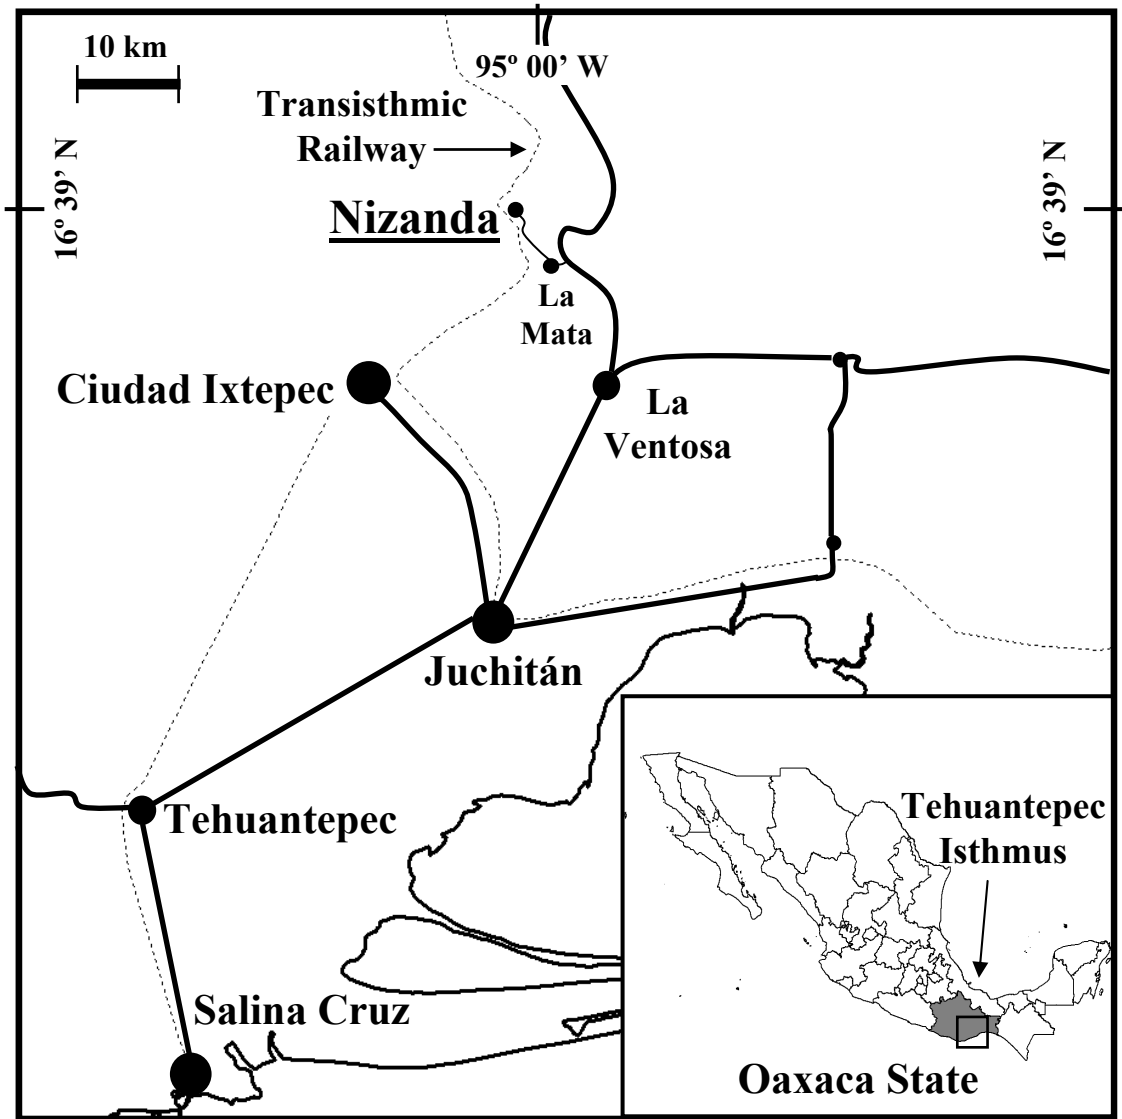 10 km
95º 00’ W
Transisthmic
Railway
16º 39’ N
16º 39’ N
Nizanda
La
Mata
Ciudad Ixtepec
La
Ventosa
Juchitán
Tehuantepec
Tehuantepec
Isthmus
Salina Cruz
Oaxaca State